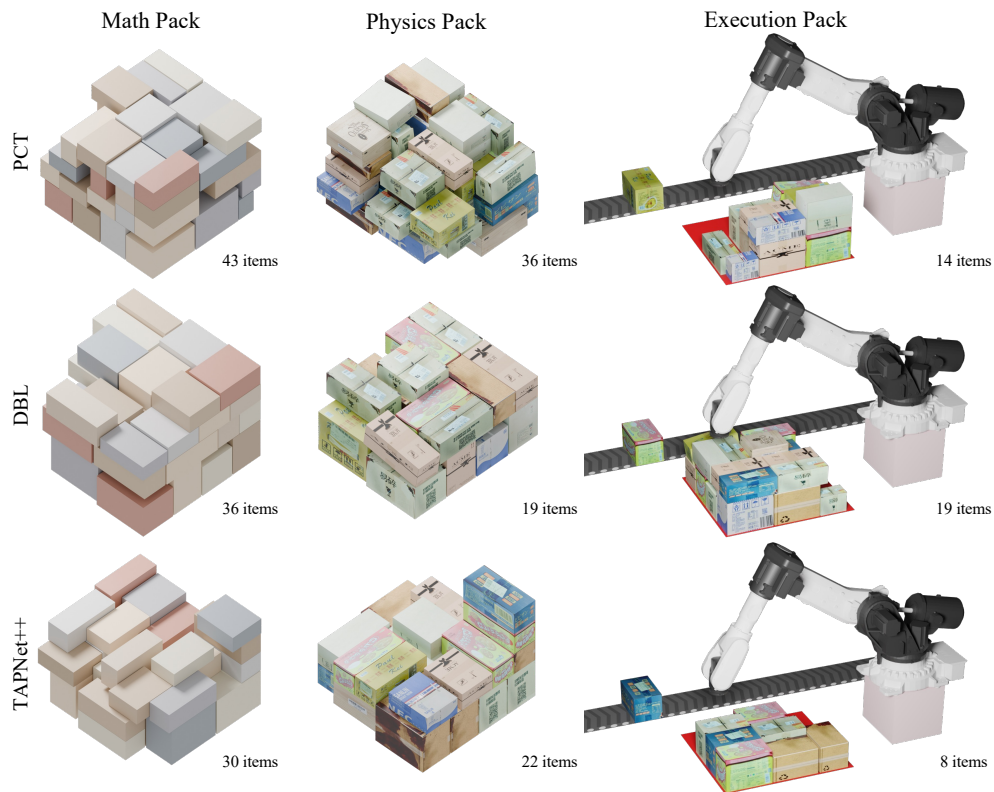 Math Pack
Physics Pack
Execution Pack
PCT
43 items
36 items
14 items
DBL
36 items
19 items
19 items
TAPNet++
30 items
22 items
8 items